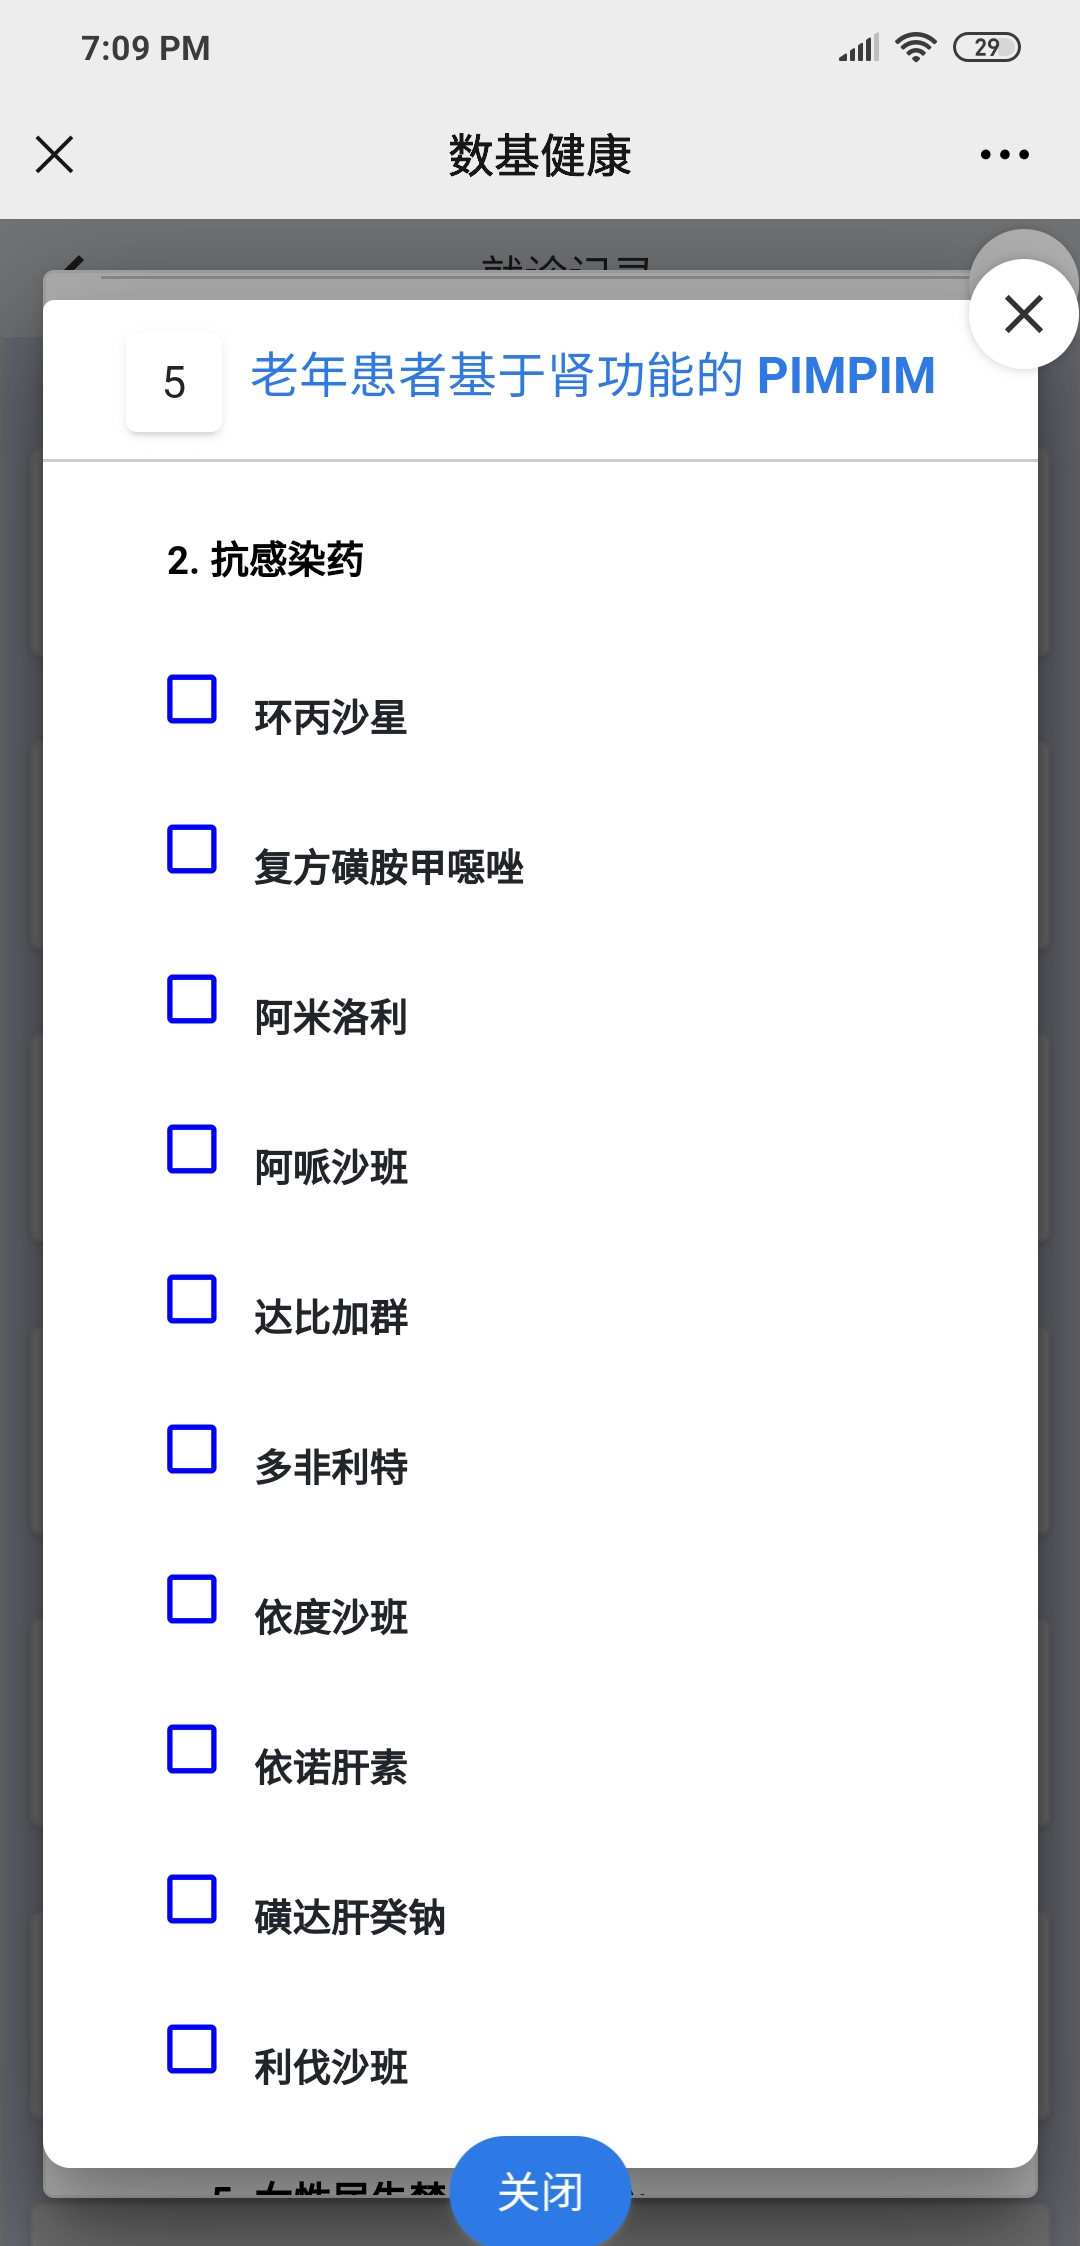 7:09 PM
29
数基健康
5
老年患者基于肾功能的 PIMPIM
2. 抗感染药
环丙沙星
复方磺胺甲噁唑
阿米洛利
阿哌沙班
达比加群
多非利特
依度沙班
依诺肝素
磺达肝癸钠
利伐沙班
关闭